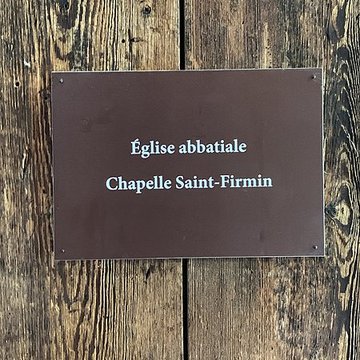 Église abbatiale
Chapelle Saint-Firmin